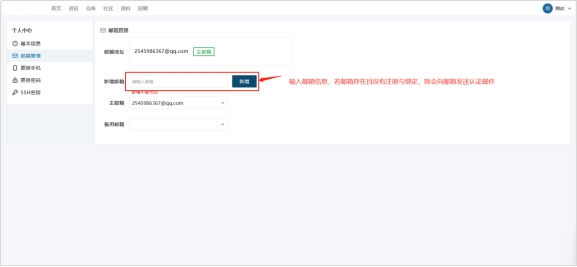 首页 资讯 仓库 社区 资料 招聘
测试
个人中心
基本信息
邮箱管理
更换手机
更换密码
SSH密钥
邮箱管理
邮箱地址 2545986367@qq.com 主邮箱
新增邮箱 请输入邮箱 新增
输入邮箱信息，若邮箱存在且没有注册与绑定，则会向邮箱发送认证邮件
主邮箱 2545986367@qq.com
备用邮箱